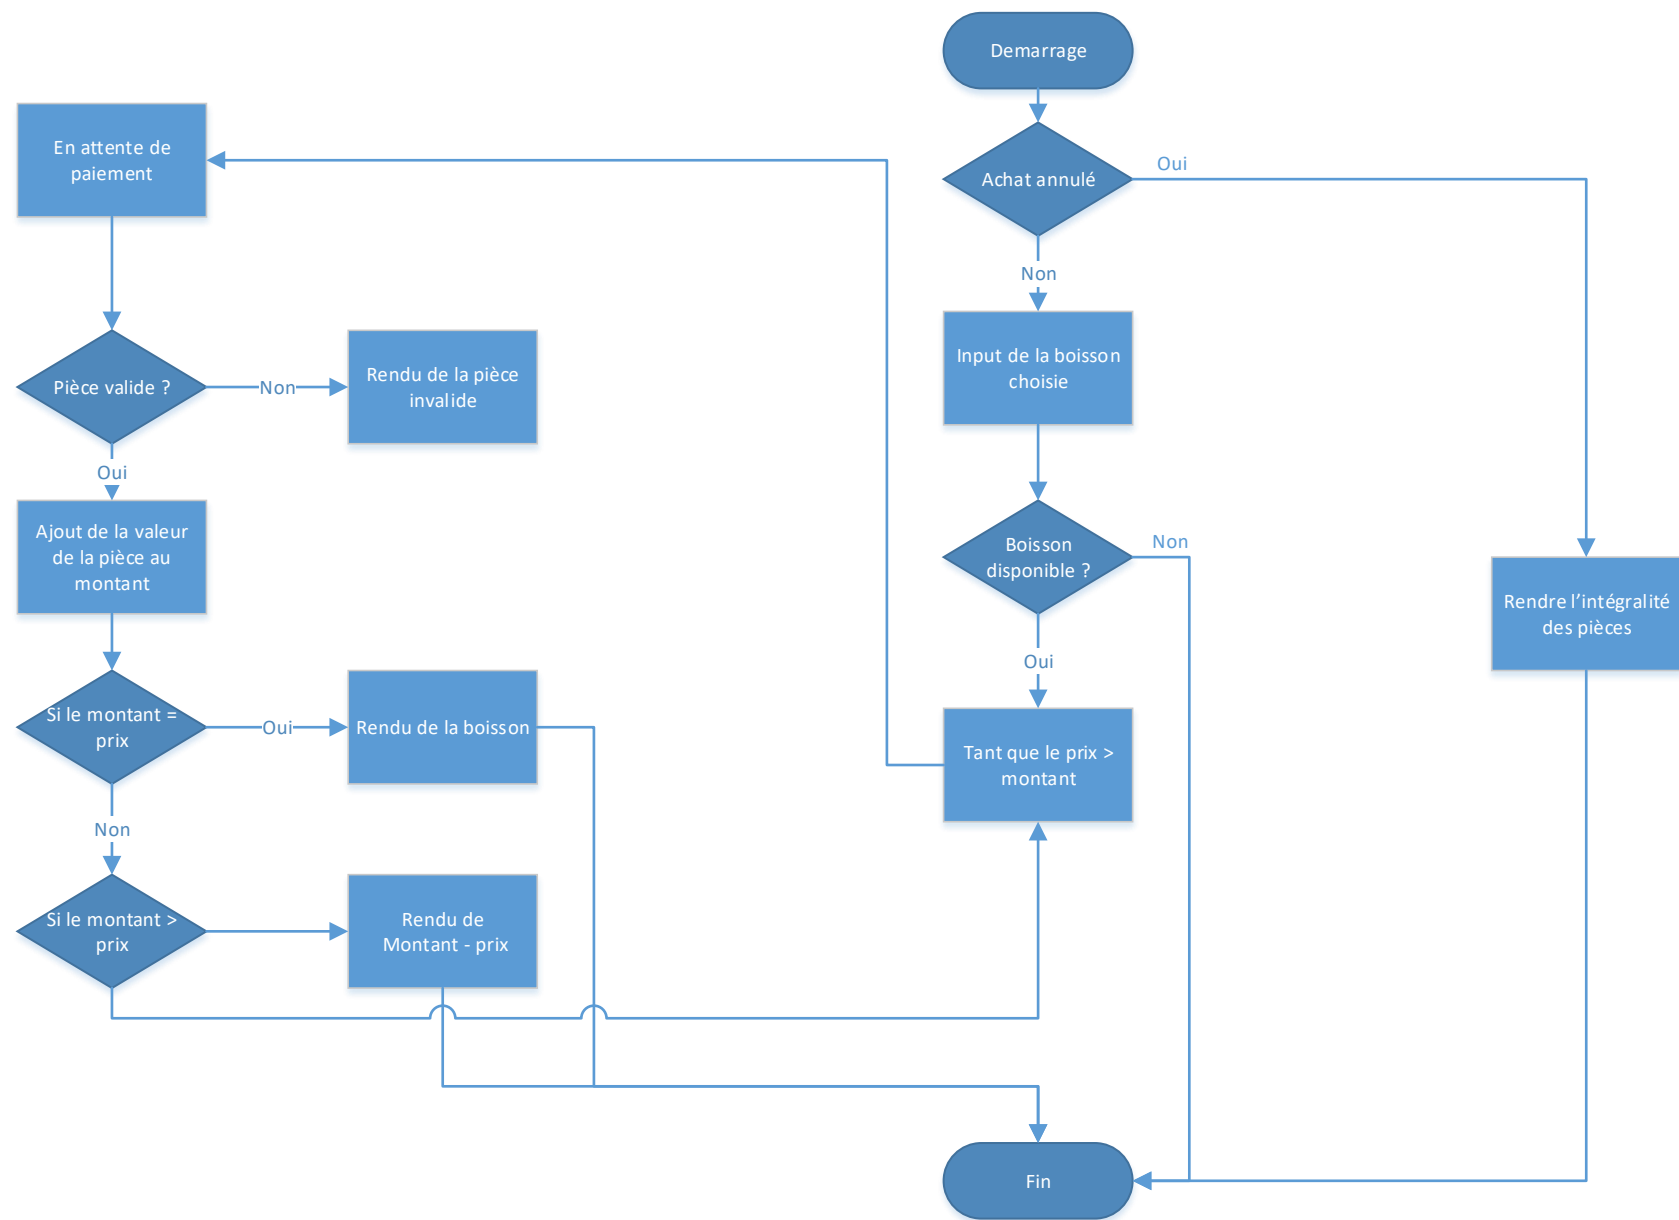 Demarrage
Achat annulé
Oui
Non
Input de la boisson
choisie
Boisson
disponible ?
Non
Oui
Tant que le prix >
montant
Rendre l’intégralité
des pièces
En attente de
paiement
Pièce valide ?
Non
Rendu de la pièce
invalide
Oui
Ajout de la valeur
de la pièce au
montant
Si le montant =
prix
Oui
Rendu de la boisson
Non
Si le montant >
prix
Rendu de
Montant - prix
Fin